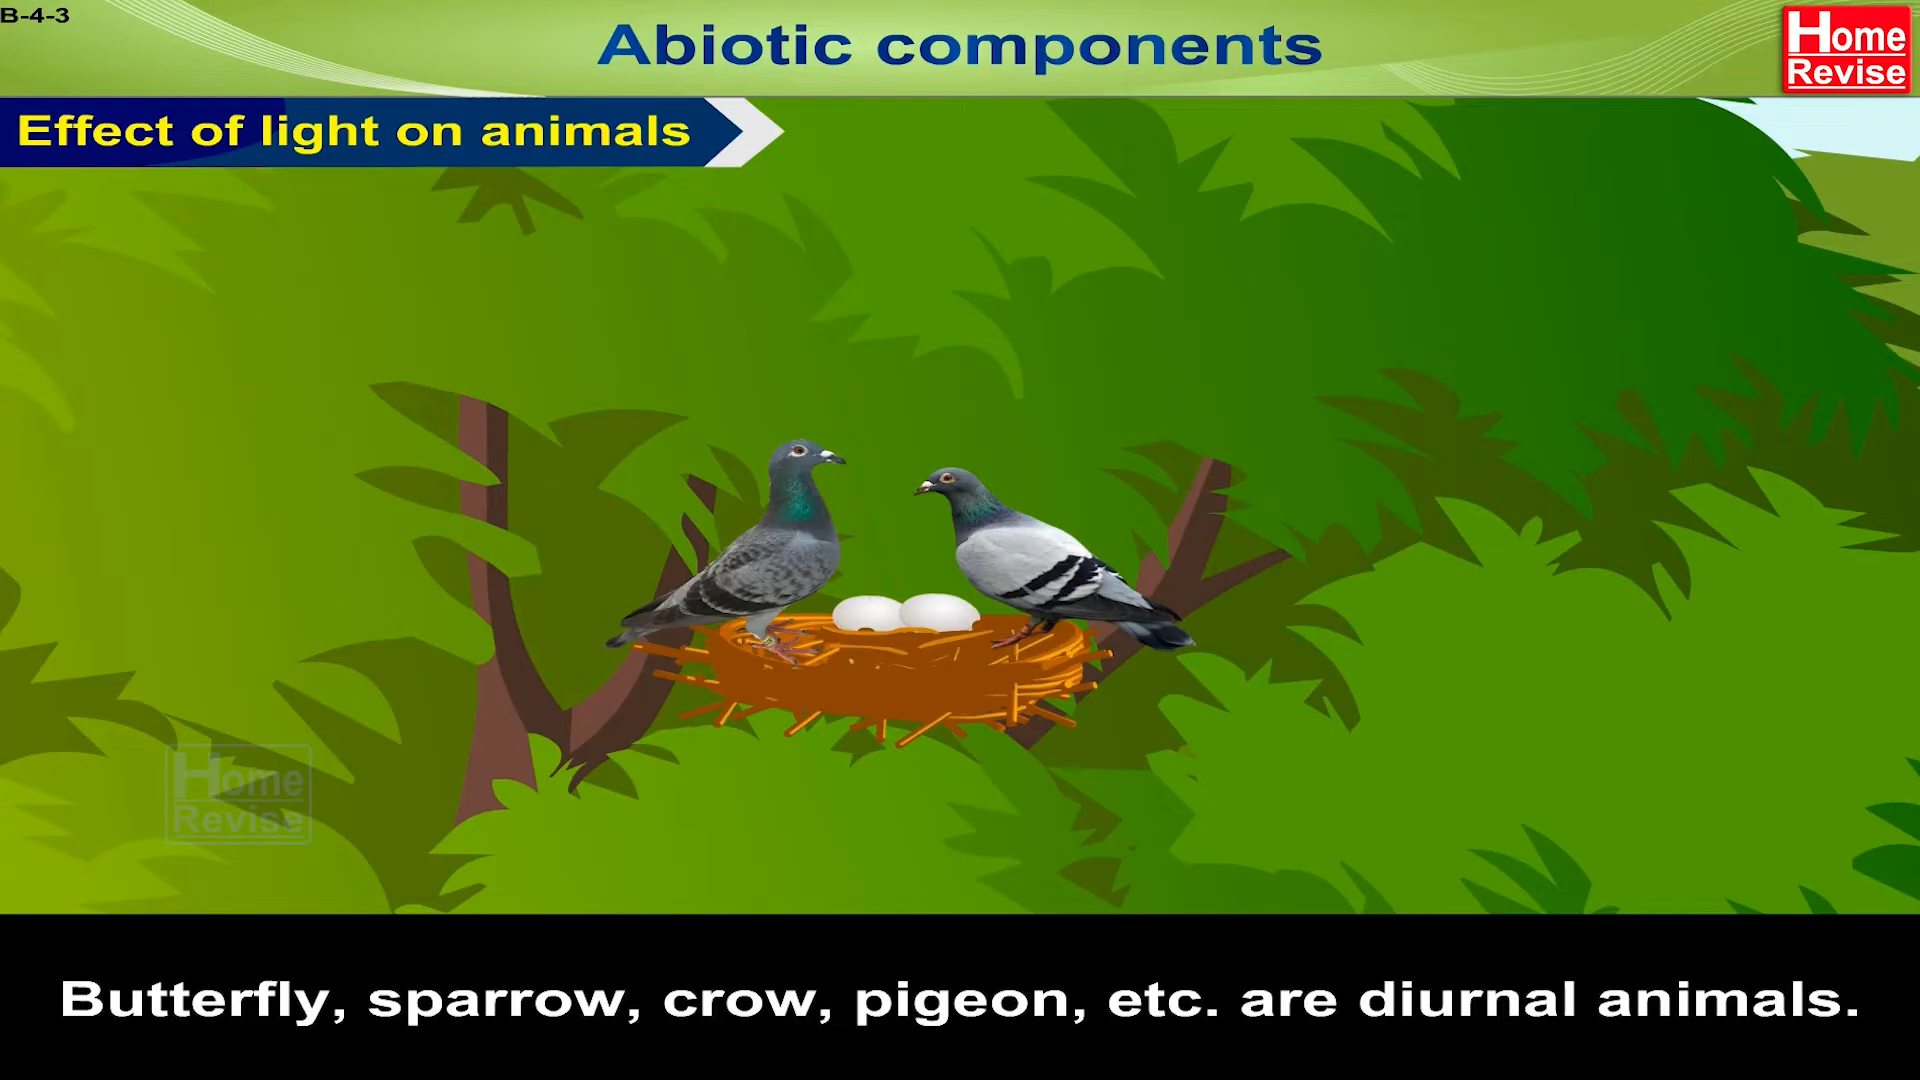 B-4-3
Abiotic components
Home
Revise
Effect of light on animals
Home
Revise
Butterfly, sparrow, crow, pigeon, etc. are diurnal animals.